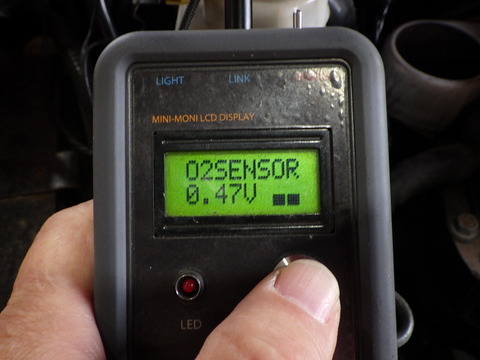 LIGHT LINK
MINI-MONI LCD DISPLAY
O2SENSOR
0.47V
LED